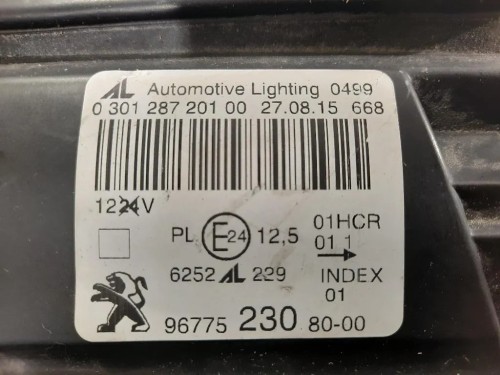 AL Automotive Lighting 0499
0 301 287 201 00 27.08.15 668
1224V
PL E24 12,5 01HCR
01 1
6252 AL 229 INDEX
01
96775 230 80-00